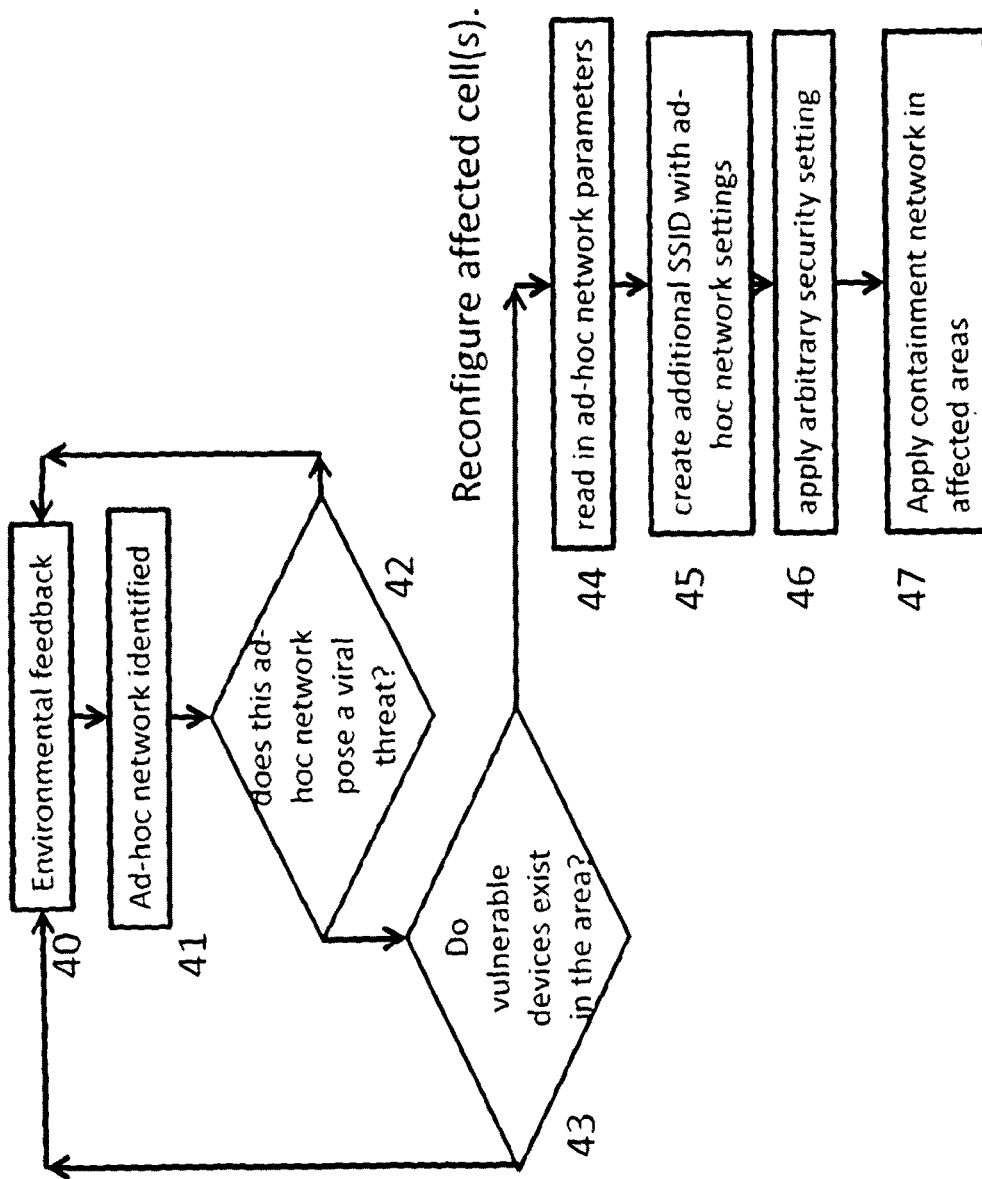 Environmental feedback
40
Ad-hoc network identified
41
does this ad-
hoc network
pose a viral
threat?
42
Do
vulnerable
devices exist
in the area?
43
Reconfigure affected cell(s).
read in ad-hoc network parameters
44
create additional SSID with ad-
hoc network settings
45
apply arbitrary security setting
46
Apply containment network in
affected areas
47